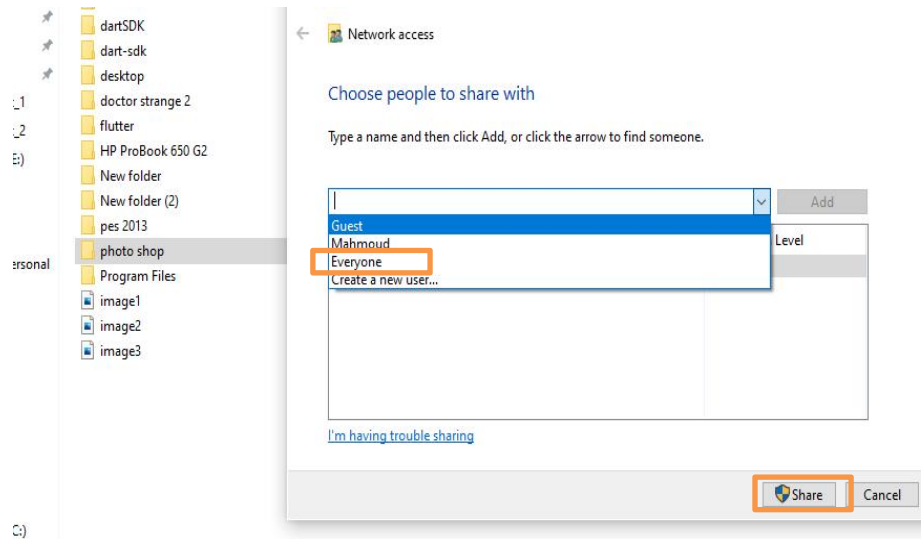 _1
_2
E:)
ersonal
C:)
dartSDK
dart-sdk
desktop
doctor strange 2
flutter
HP ProBook 650 G2
New folder
New folder (2)
pes 2013
photo shop
Program Files
image1
image2
image3
Network access
Choose people to share with
Type a name and then click Add, or click the arrow to find someone.
Add
Guest
Mahmoud
Everyone
Create a new user...
Level
I'm having trouble sharing
Share
Cancel